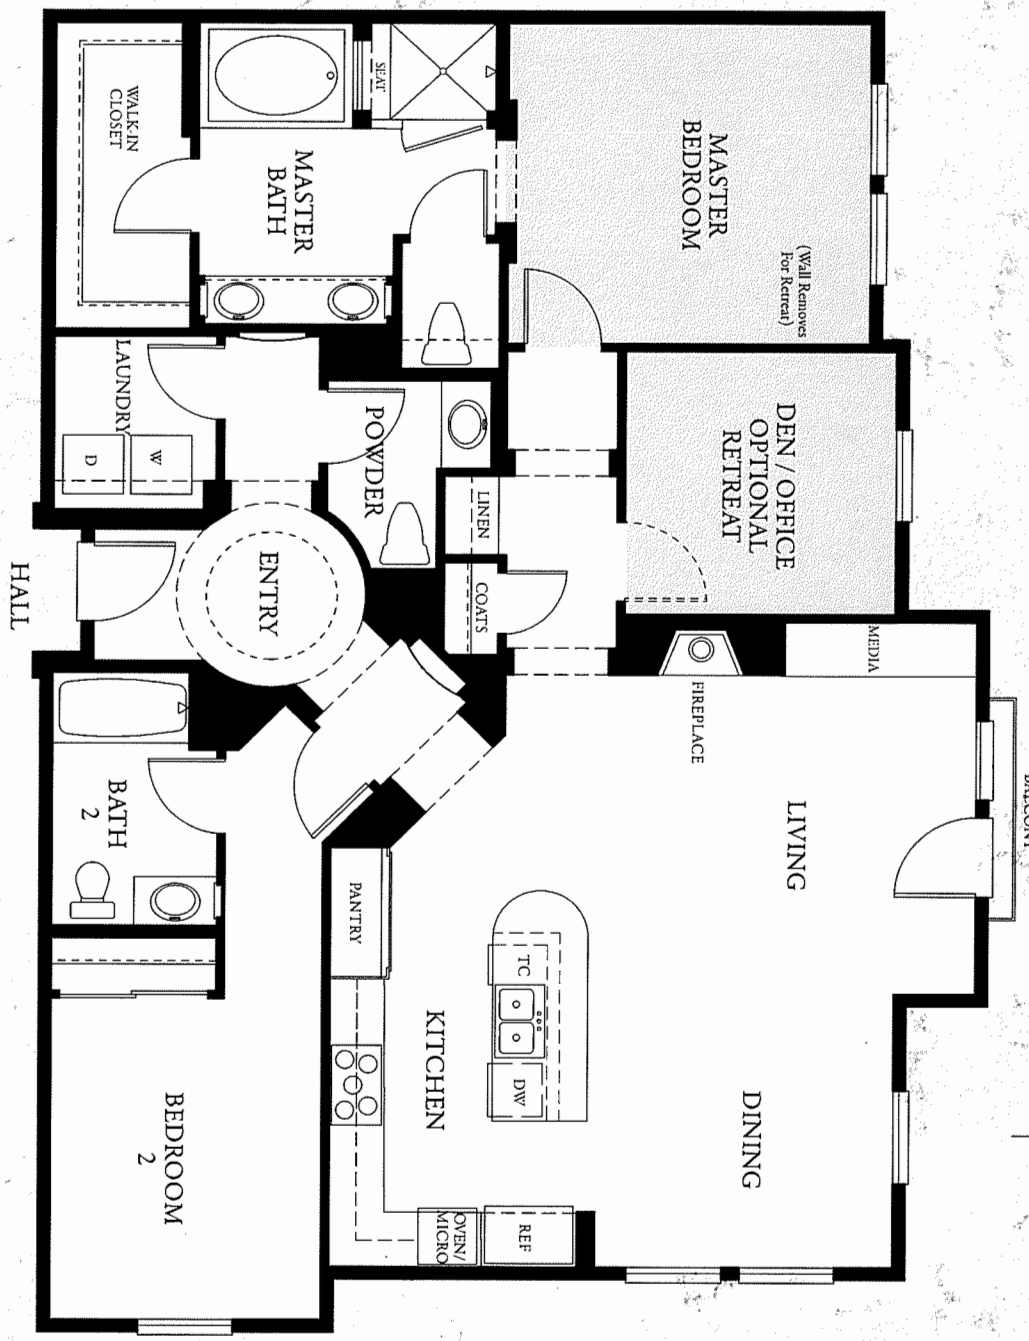 WALK-IN
CLOSET
SEAT
MASTER
BATH
MASTER
BEDROOM
(Wall Removes
For Retreat)
LAUNDRY
D
W
POWDER
LINEN
COATS
DEN / OFFICE
OPTIONAL
RETREAT
HALL
ENTRY
MEDIA
FIREPLACE
BALCONY
LIVING
BATH
2
PANTRY
TC
DW
KITCHEN
DINING
BEDROOM
2
OVEN/
MICRO
REF